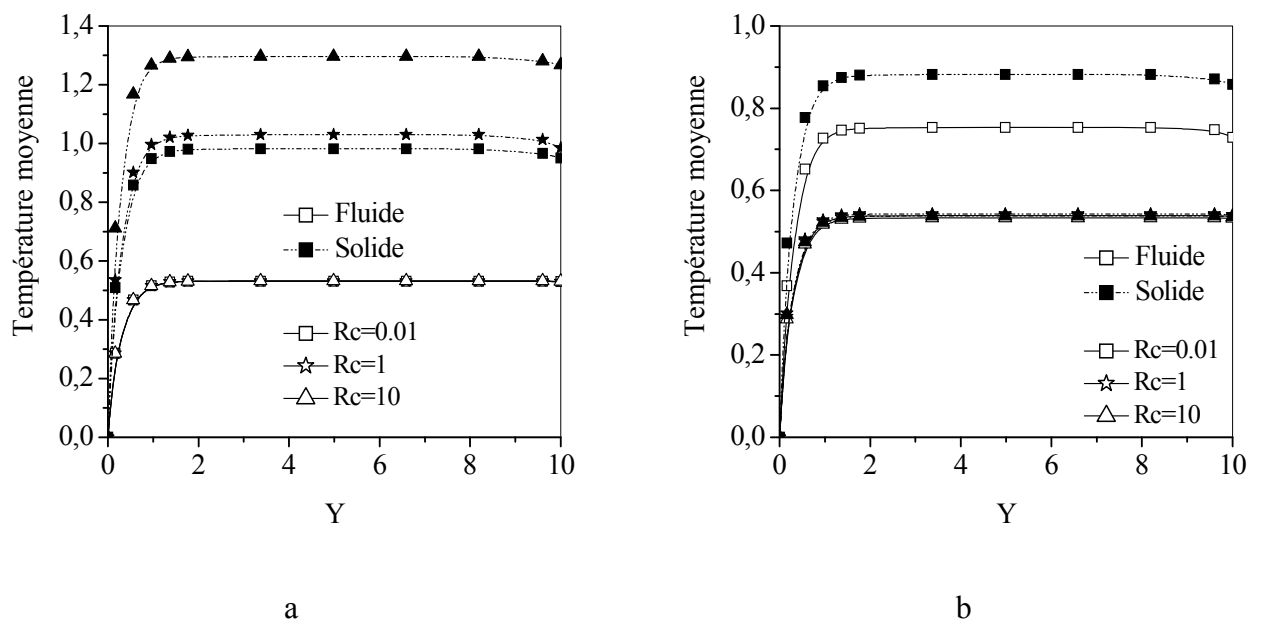 1,4
1,2
1,0
0,8
0,6
0,4
0,2
0,0
Température moyenne
Fluide
Solide
Rc=0.01
Rc=1
Rc=10
0 2 4 6 8 10
Y
a
1,0
0,8
0,6
0,4
0,2
0,0
Température moyenne
Fluide
Solide
Rc=0.01
Rc=1
Rc=10
0 2 4 6 8 10
Y
b